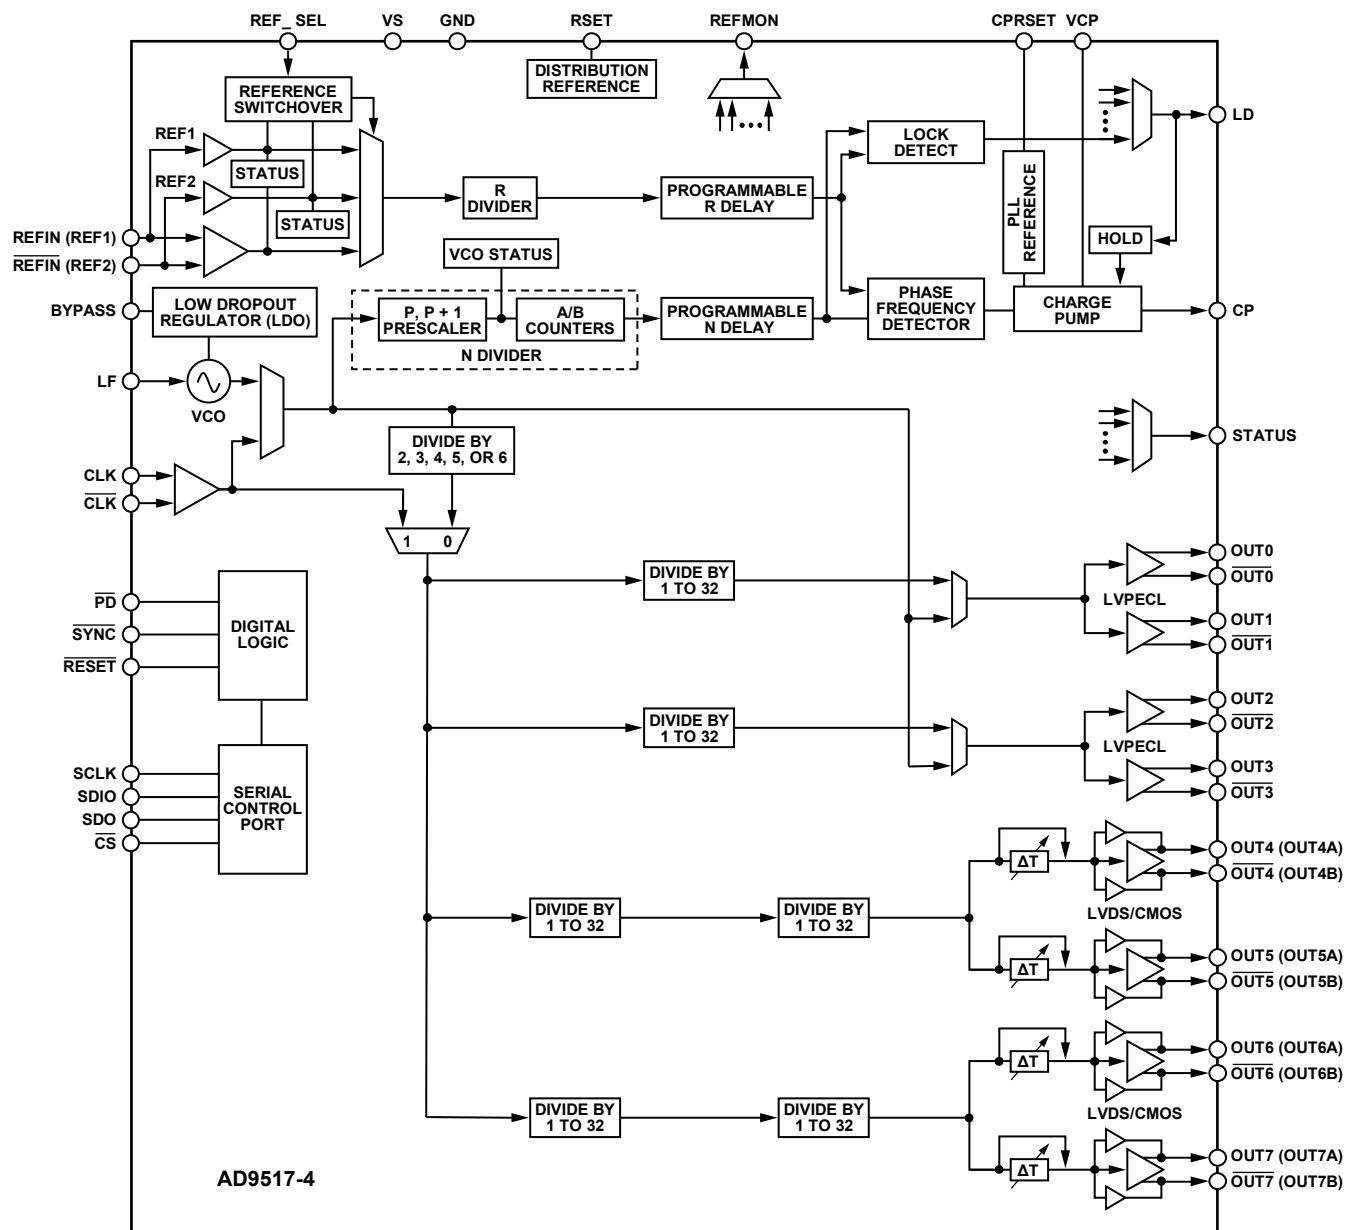 REF_SEL VS GND RSET REFMON CPRSET VCP
DISTRIBUTION
REFERENCE
REFERENCE
SWITCHOVER
REF1
STATUS
REF2
STATUS
R
DIVIDER
PROGRAMMABLE
R DELAY
LOCK
DETECT
LD
PLL
REFERENCE
HOLD
REFIN (REF1)
REFIN (REF2)
VCO STATUS
BYPASS
LOW DROPOUT
REGULATOR (LDO)
P, P + 1
PRESCALER
A/B
COUNTERS
N DIVIDER
PROGRAMMABLE
N DELAY
PHASE
FREQUENCY
DETECTOR
CHARGE
PUMP
CP
LF
VCO
DIVIDE BY
2, 3, 4, 5, OR 6
STATUS
CLK
CLK
1 0
DIVIDE BY
1 TO 32
OUT0
OUT0
LVPECL
OUT1
OUT1
PD
SYNC
RESET
DIGITAL
LOGIC
DIVIDE BY
1 TO 32
OUT2
OUT2
LVPECL
OUT3
OUT3
SCLK
SDIO
SDO
CS
SERIAL
CONTROL
PORT
DIVIDE BY
1 TO 32
DIVIDE BY
1 TO 32
ΔT
OUT4 (OUT4A)
OUT4 (OUT4B)
LVDS/CMOS
ΔT
OUT5 (OUT5A)
OUT5 (OUT5B)
DIVIDE BY
1 TO 32
DIVIDE BY
1 TO 32
ΔT
OUT6 (OUT6A)
OUT6 (OUT6B)
LVDS/CMOS
ΔT
OUT7 (OUT7A)
OUT7 (OUT7B)
AD9517-4